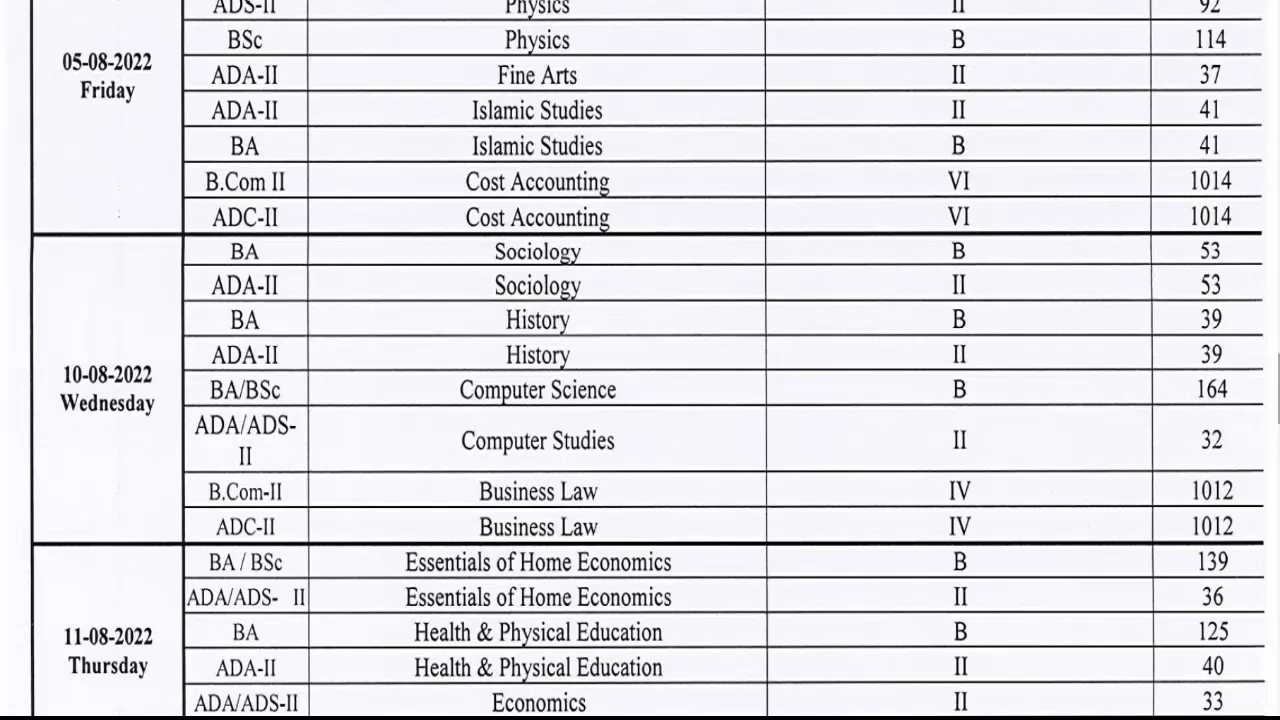 ADS-II Physics II 92
BSc Physics B 114
05-08-2022
Friday
ADA-II Fine Arts II 37
ADA-II Islamic Studies II 41
BA Islamic Studies B 41
B.Com II Cost Accounting VI 1014
ADC-II Cost Accounting VI 1014
BA Sociology B 53
ADA-II Sociology II 53
BA History B 39
ADA-II History II 39
10-08-2022
Wednesday
BA/BSc Computer Science B 164
ADA/ADS-
II Computer Studies II 32
B.Com-II Business Law IV 1012
ADC-II Business Law IV 1012
BA / BSc Essentials of Home Economics B 139
ADA/ADS- II Essentials of Home Economics II 36
11-08-2022
Thursday
BA Health & Physical Education B 125
ADA-II Health & Physical Education II 40
ADA/ADS-II Economics II 33